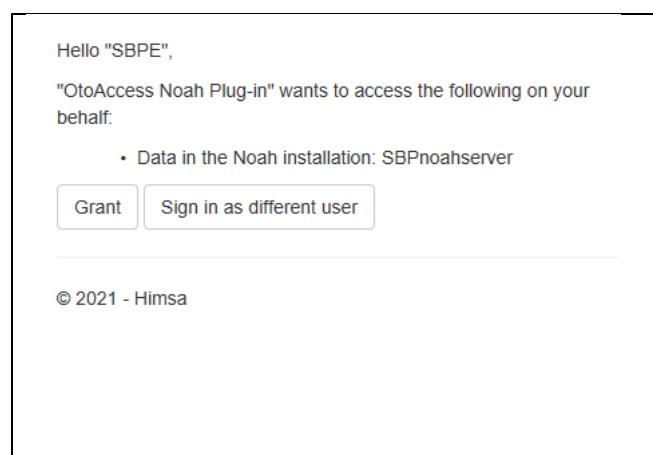 Hello "SBPE",
"OtoAccess Noah Plug-in" wants to access the following on your
behalf:
• Data in the Noah installation: SBPnoahserver
Grant
Sign in as different user
© 2021 - Himsa